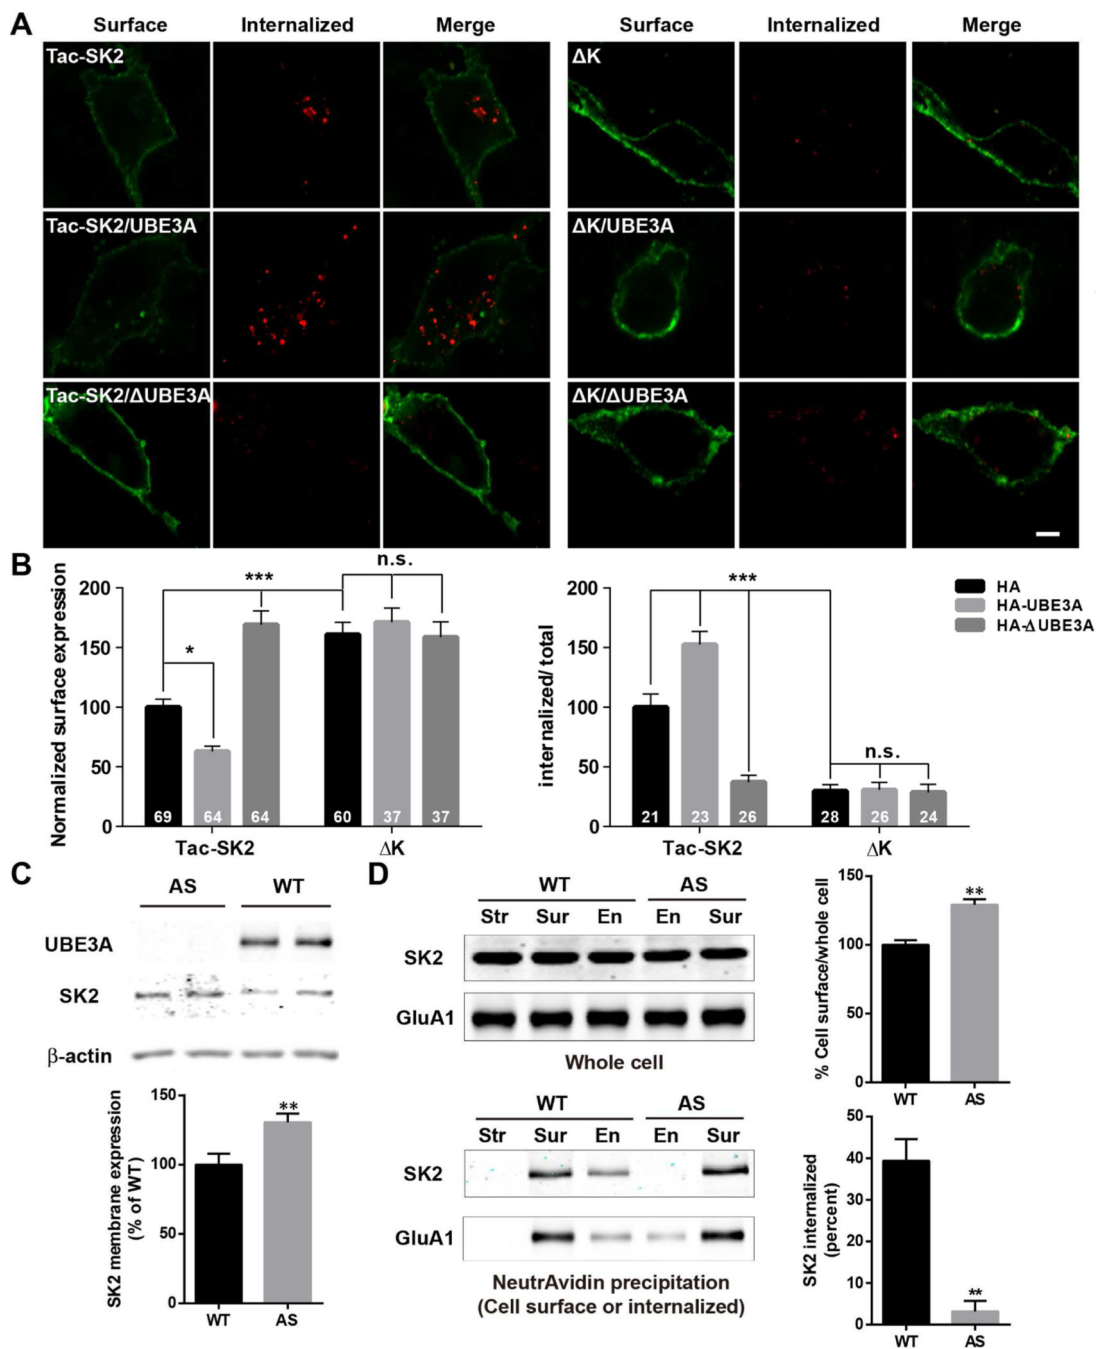 A
Surface Internalized Merge Surface Internalized Merge
Tac-SK2 ΔK
Tac-SK2/UBE3A ΔK/UBE3A
Tac-SK2/ΔUBE3A ΔK/ΔUBE3A
B
Normalized surface expression
200
150
100
50
0
***
n.s.
*
69 64 64 60 37 37
Tac-SK2 ΔK
internalized/ total
200
150
100
50
0
***
n.s.
21 23 26 28 26 24
Tac-SK2 ΔK
HA
HA-UBE3A
HA-ΔUBE3A
C
AS WT
UBE3A
SK2
β-actin
SK2 membrane expression
(% of WT)
150
100
50
0
**
WT AS
D
WT AS
Str Sur En En Sur
SK2
GluA1
Whole cell
WT AS
Str Sur En En Sur
SK2
GluA1
NeutrAvidin precipitation
(Cell surface or internalized)
% Cell surface/whole cell
150
100
50
0
**
WT AS
SK2 internalized
(percent)
50
40
30
20
10
0
**
WT AS